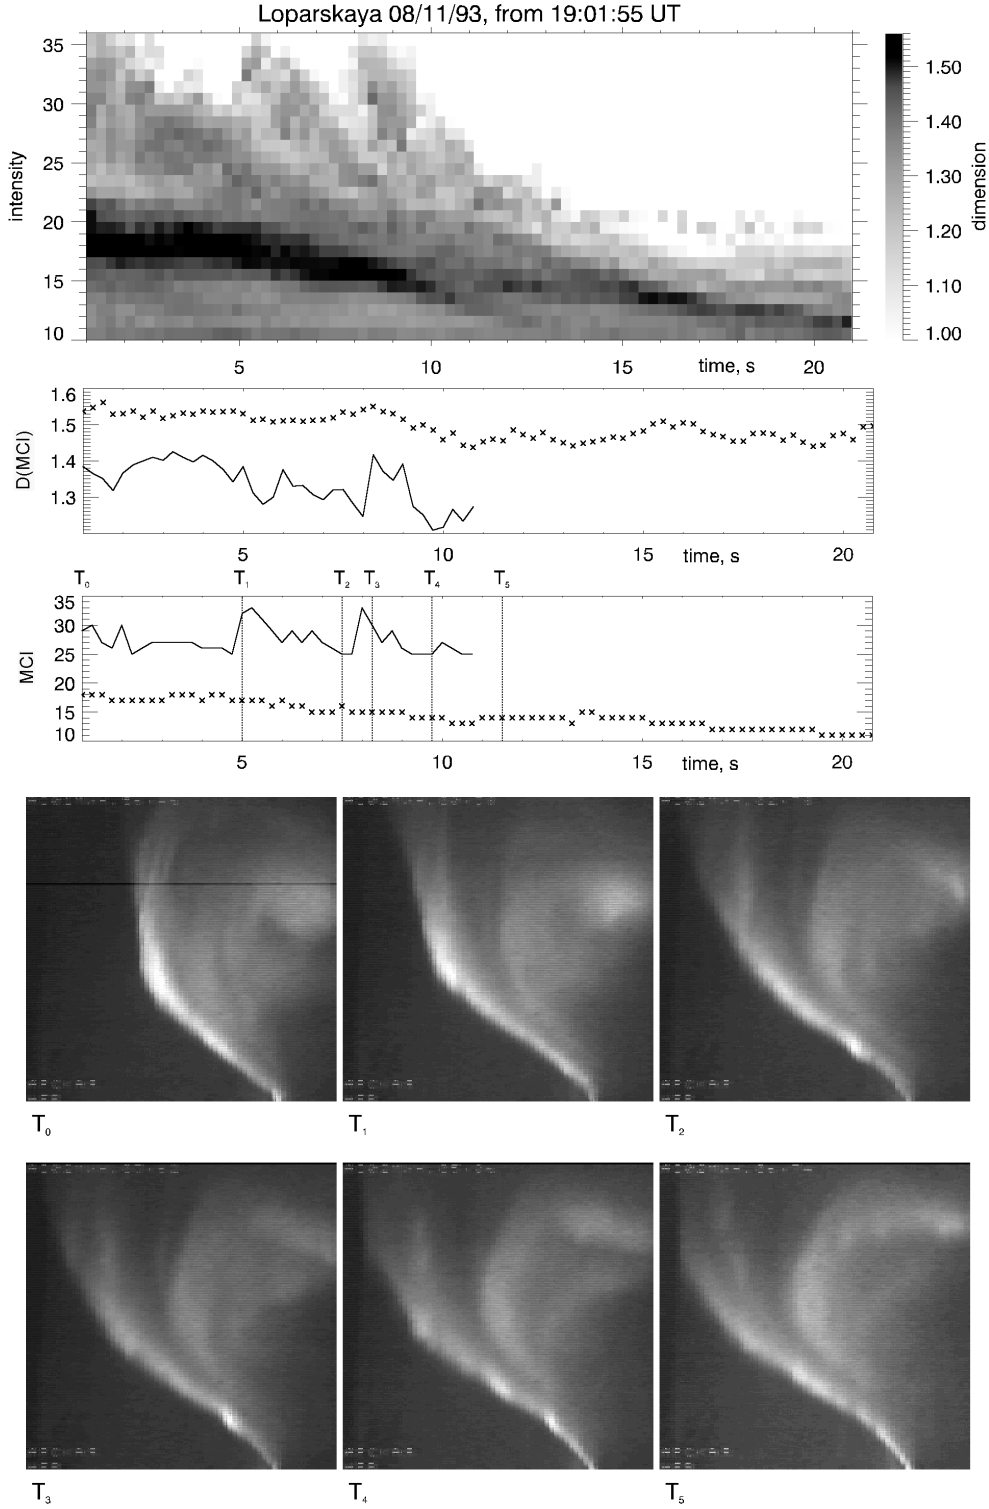 Loparskaya 08/11/93, from 19:01:55 UT
35
30
25
20
15
10
intensity
5
10
15
20
time, s
1.50
1.40
1.30
1.20
1.10
1.00
dimension
1.6
1.5
1.4
1.3
D(MCI)
5
10
15
time, s
20
T₀
T₁
T₂
T₃
T₄
T₅
35
30
25
20
15
10
MCI
5
10
15
time, s
20
T₀
T₁
T₂
T₃
T₄
T₅